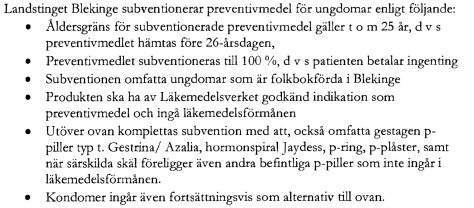 Landstinget Blekinge subventionerar preventivmedel för ungdomar enligt följande:
• Åldersgräns för subventionerade preventivmedel gäller t o m 25 år, d v s
preventivmedlet hämtas före 26-årsdagen,
• Preventivmedlet subventioneras till 100 %, d v s patienten betalar ingenting
• Subventionen omfatta ungdomar som är folkbokförda i Blekinge
• Produkten ska ha av Läkemedelsverket godkänd indikation som
preventivmedel och ingå läkemedelsförmånen
• Utöver ovan komplettas subvention med att, också omfatta gestagen p-
piller typ t. Gestrina/ Azalia, hormonspiral Jaydess, p-ring, p-plåster, samt
när särskilda skäl föreligger även andra befintliga p-piller som inte ingår i
läkemedelsförmånen.
• Kondomer ingår även fortsättningsvis som alternativ till ovan.